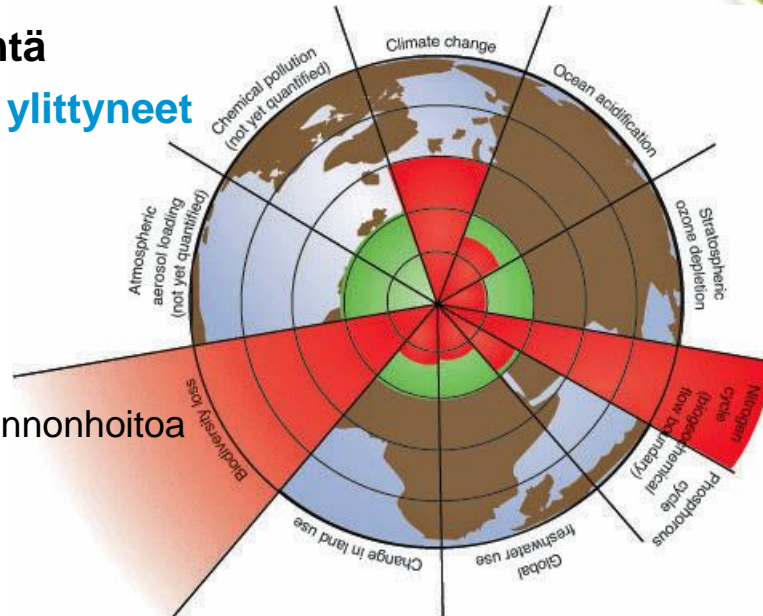 ntä
ylittyneet
nnonhoitoa
Climate change
Ocean acidification
Stratospheric
ozone depletion
Nitrogen
cycle
(biogeochemical
flow boundary)
Phosphorous
cycle
Global
freshwater use
Change in land use
Biodiversity loss
Atmospheric
aerosol loading
(not yet quantified)
Chemical pollution
(not yet quantified)